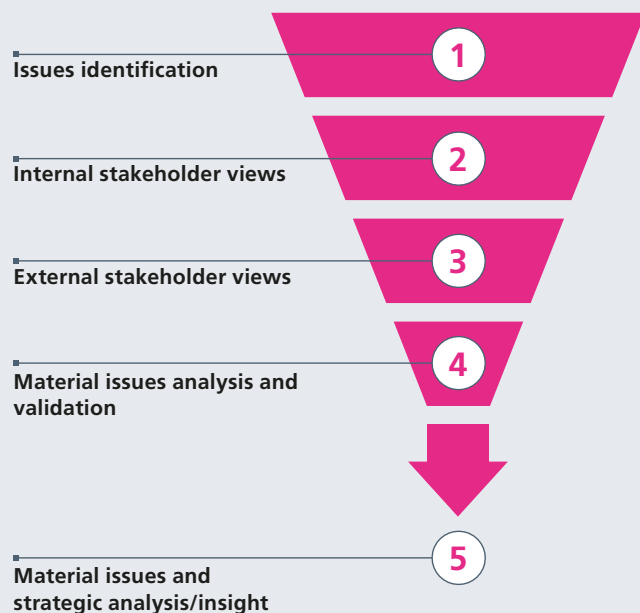 1
Issues identification
2
Internal stakeholder views
3
External stakeholder views
4
Material issues analysis and
validation
5
Material issues and
strategic analysis/insight